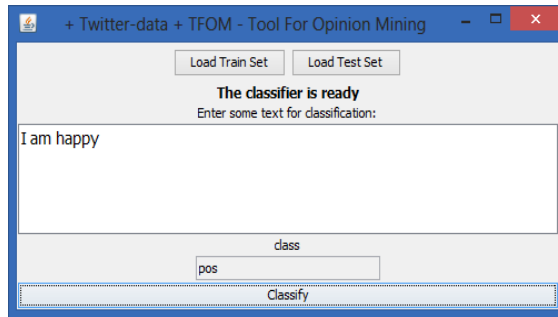 + Twitter-data + TFOM - Tool For Opinion Mining
Load Train Set Load Test Set
The classifier is ready
Enter some text for classification:
I am happy
class
pos
Classify